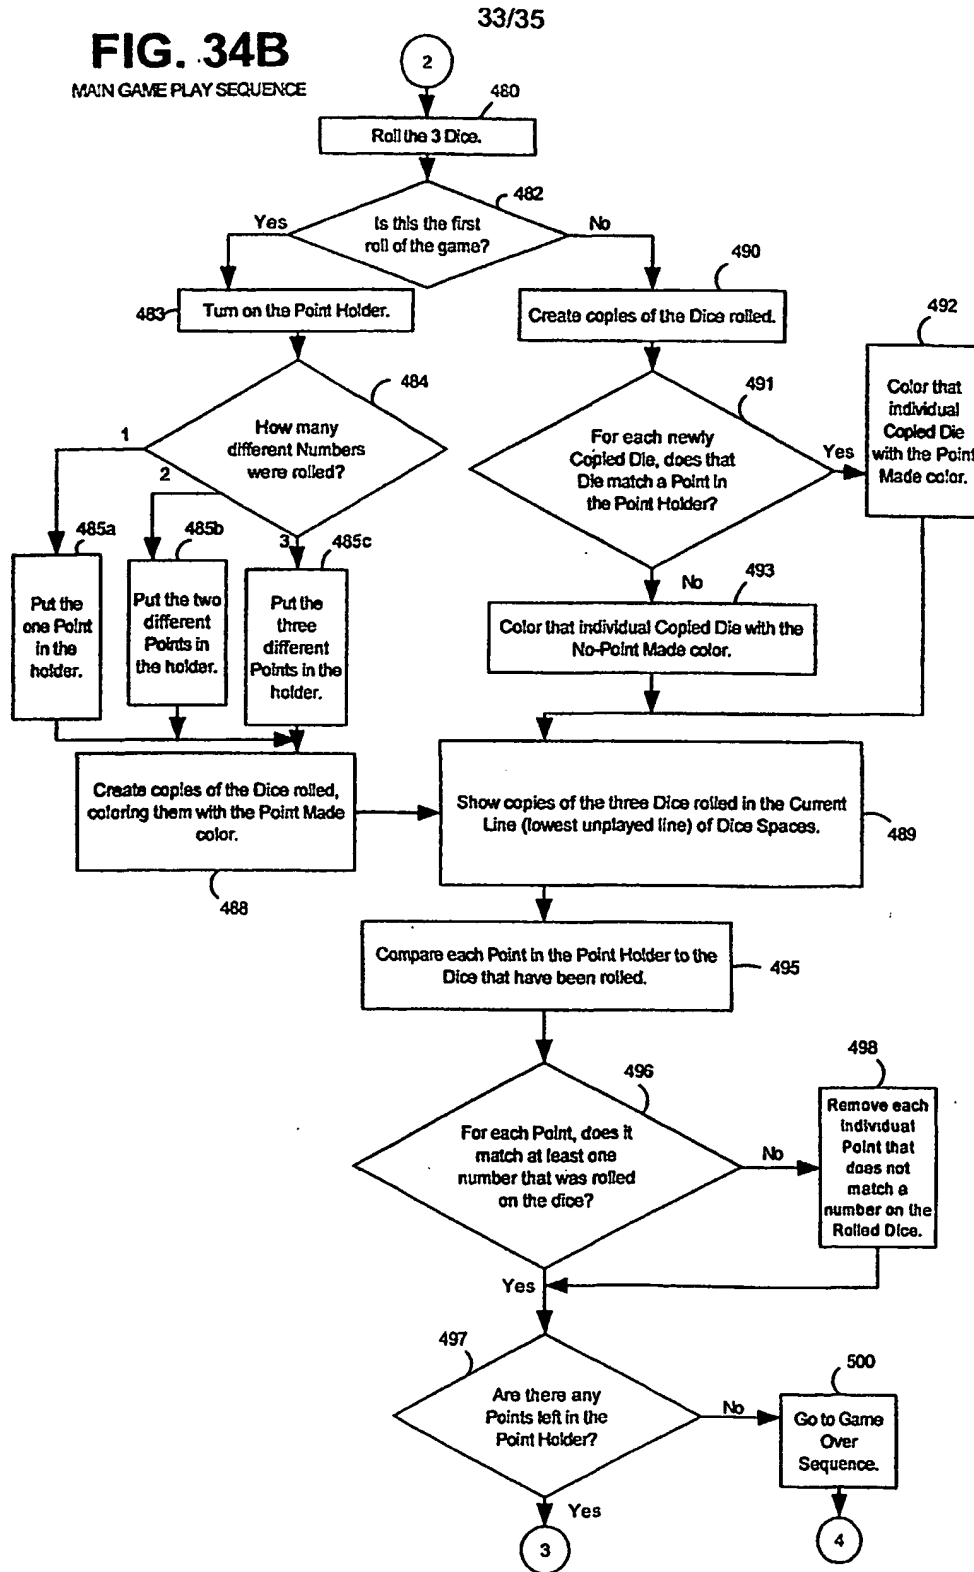 33/35
FIG. 34B
MAIN GAME PLAY SEQUENCE
2
480
Roll the 3 Dice.
482
Is this the first
roll of the game?
Yes
No
483
Turn on the Point Holder.
490
Create copies of the Dice rolled.
492
Color that
individual
Copied Die
with the Point
Made color.
484
How many
different Numbers
were rolled?
1
2
3
491
For each newly
Copied Die, does that
Die match a Point in
the Point Holder?
Yes
No
485a
Put the
one Point
in the
holder.
485b
Put the two
different
Points in
the holder.
485c
Put the
three
different
Points in the
holder.
493
Color that individual Copied Die with the
No-Point Made color.
Create copies of the Dice rolled,
coloring them with the Point Made
color.
488
Show copies of the three Dice rolled in the Current
Line (lowest unplayed line) of Dice Spaces.
489
Compare each Point in the Point Holder to the
Dice that have been rolled.
495
496
For each Point, does it
match at least one
number that was rolled
on the dice?
No
Yes
498
Remove each
Individual
Point that
does not
match a
number on the
Rolled Dice.
497
Are there any
Points left in the
Point Holder?
No
Yes
500
Go to Game
Over
Sequence.
3
4